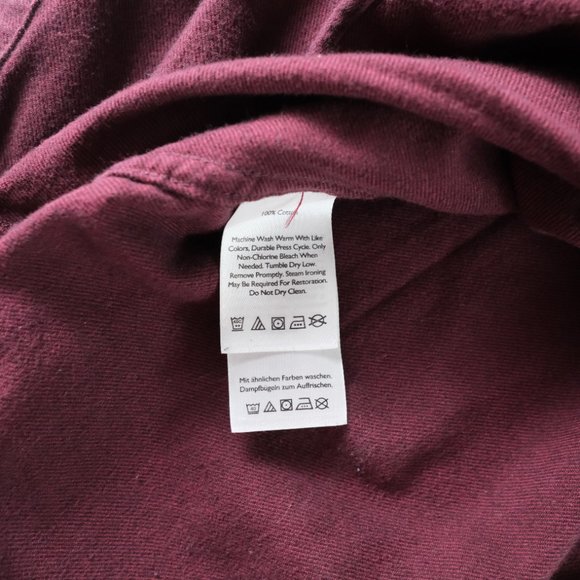 100% Cotton
Machine Wash Warm With Like
Colors, Durable Press Cycle. Only
Non-Chlorine Bleach When
Needed. Tumble Dry Low.
Remove Promptly. Steam Ironing
May Be Required For Restoration.
Do Not Dry Clean.
Mit ähnlichen Farben waschen.
Dampfbügeln zum Auffrischen.
40